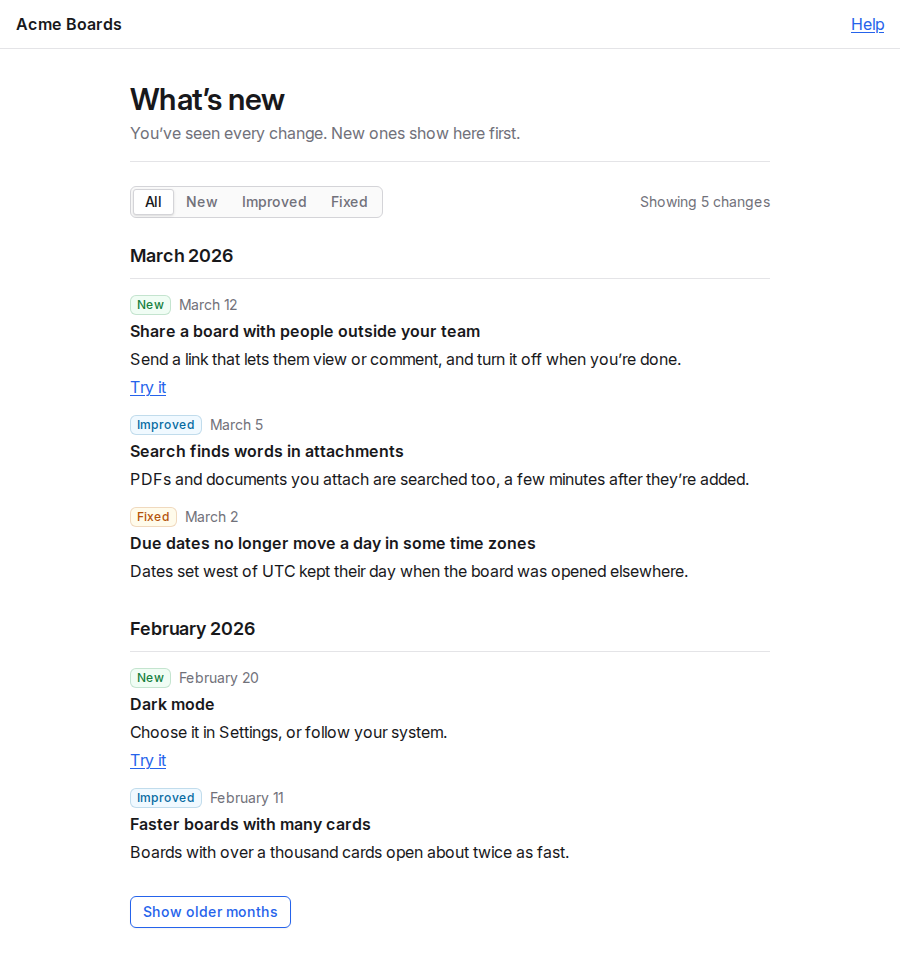 Acme Boards
Help
What’s new
You’ve seen every change. New ones show here first.
All New Improved Fixed
Showing 5 changes
March 2026
New March 12
Share a board with people outside your team
Send a link that lets them view or comment, and turn it off when you’re done.
Try it
Improved March 5
Search finds words in attachments
PDFs and documents you attach are searched too, a few minutes after they’re added.
Fixed March 2
Due dates no longer move a day in some time zones
Dates set west of UTC kept their day when the board was opened elsewhere.
February 2026
New February 20
Dark mode
Choose it in Settings, or follow your system.
Try it
Improved February 11
Faster boards with many cards
Boards with over a thousand cards open about twice as fast.
Show older months